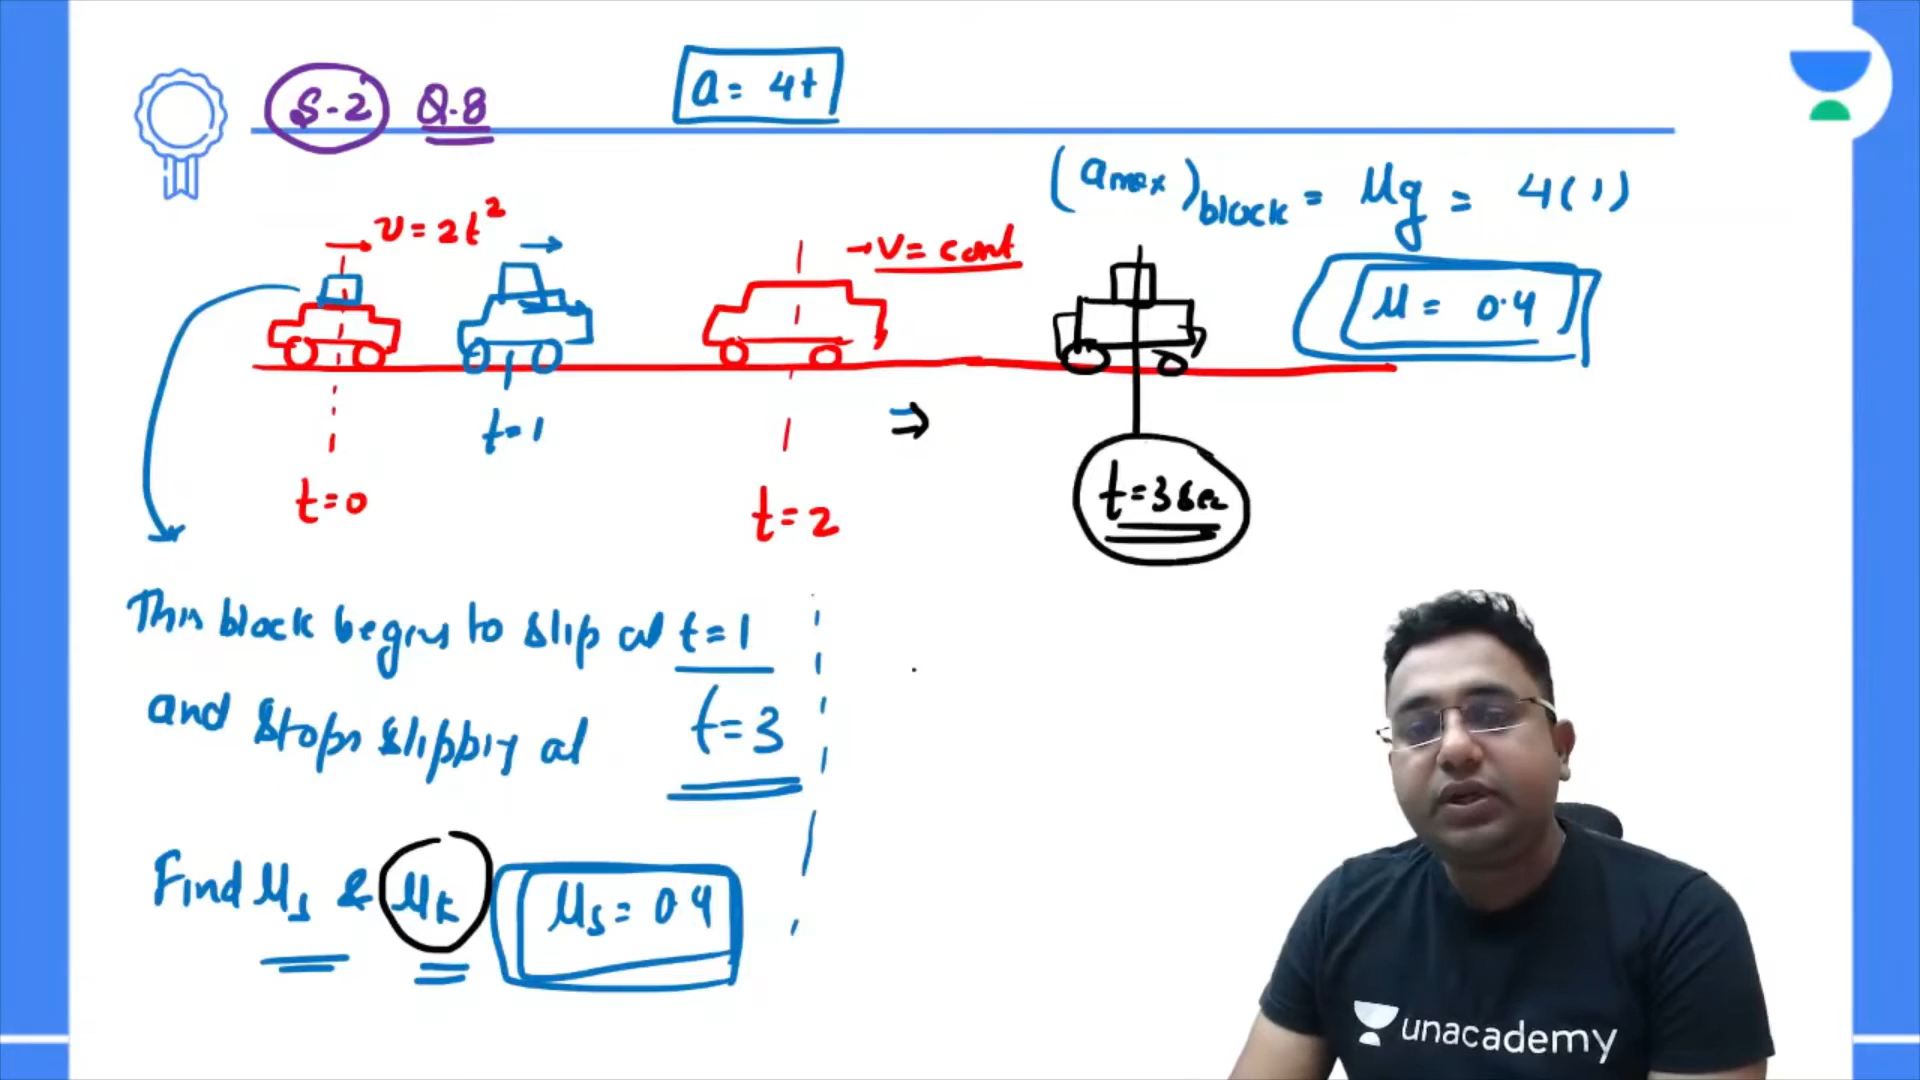 S-2 Q.8
a = 4t
(amax)block = μg = 4(1)
v = 2t²
→ v = cont
μ = 0.4
t=1
⇒
t=0
t=2
t=3sec
This block begins to slip at t=1
and stops slipping at t=3
Find μs & μk
μs = 0.4
unacademy